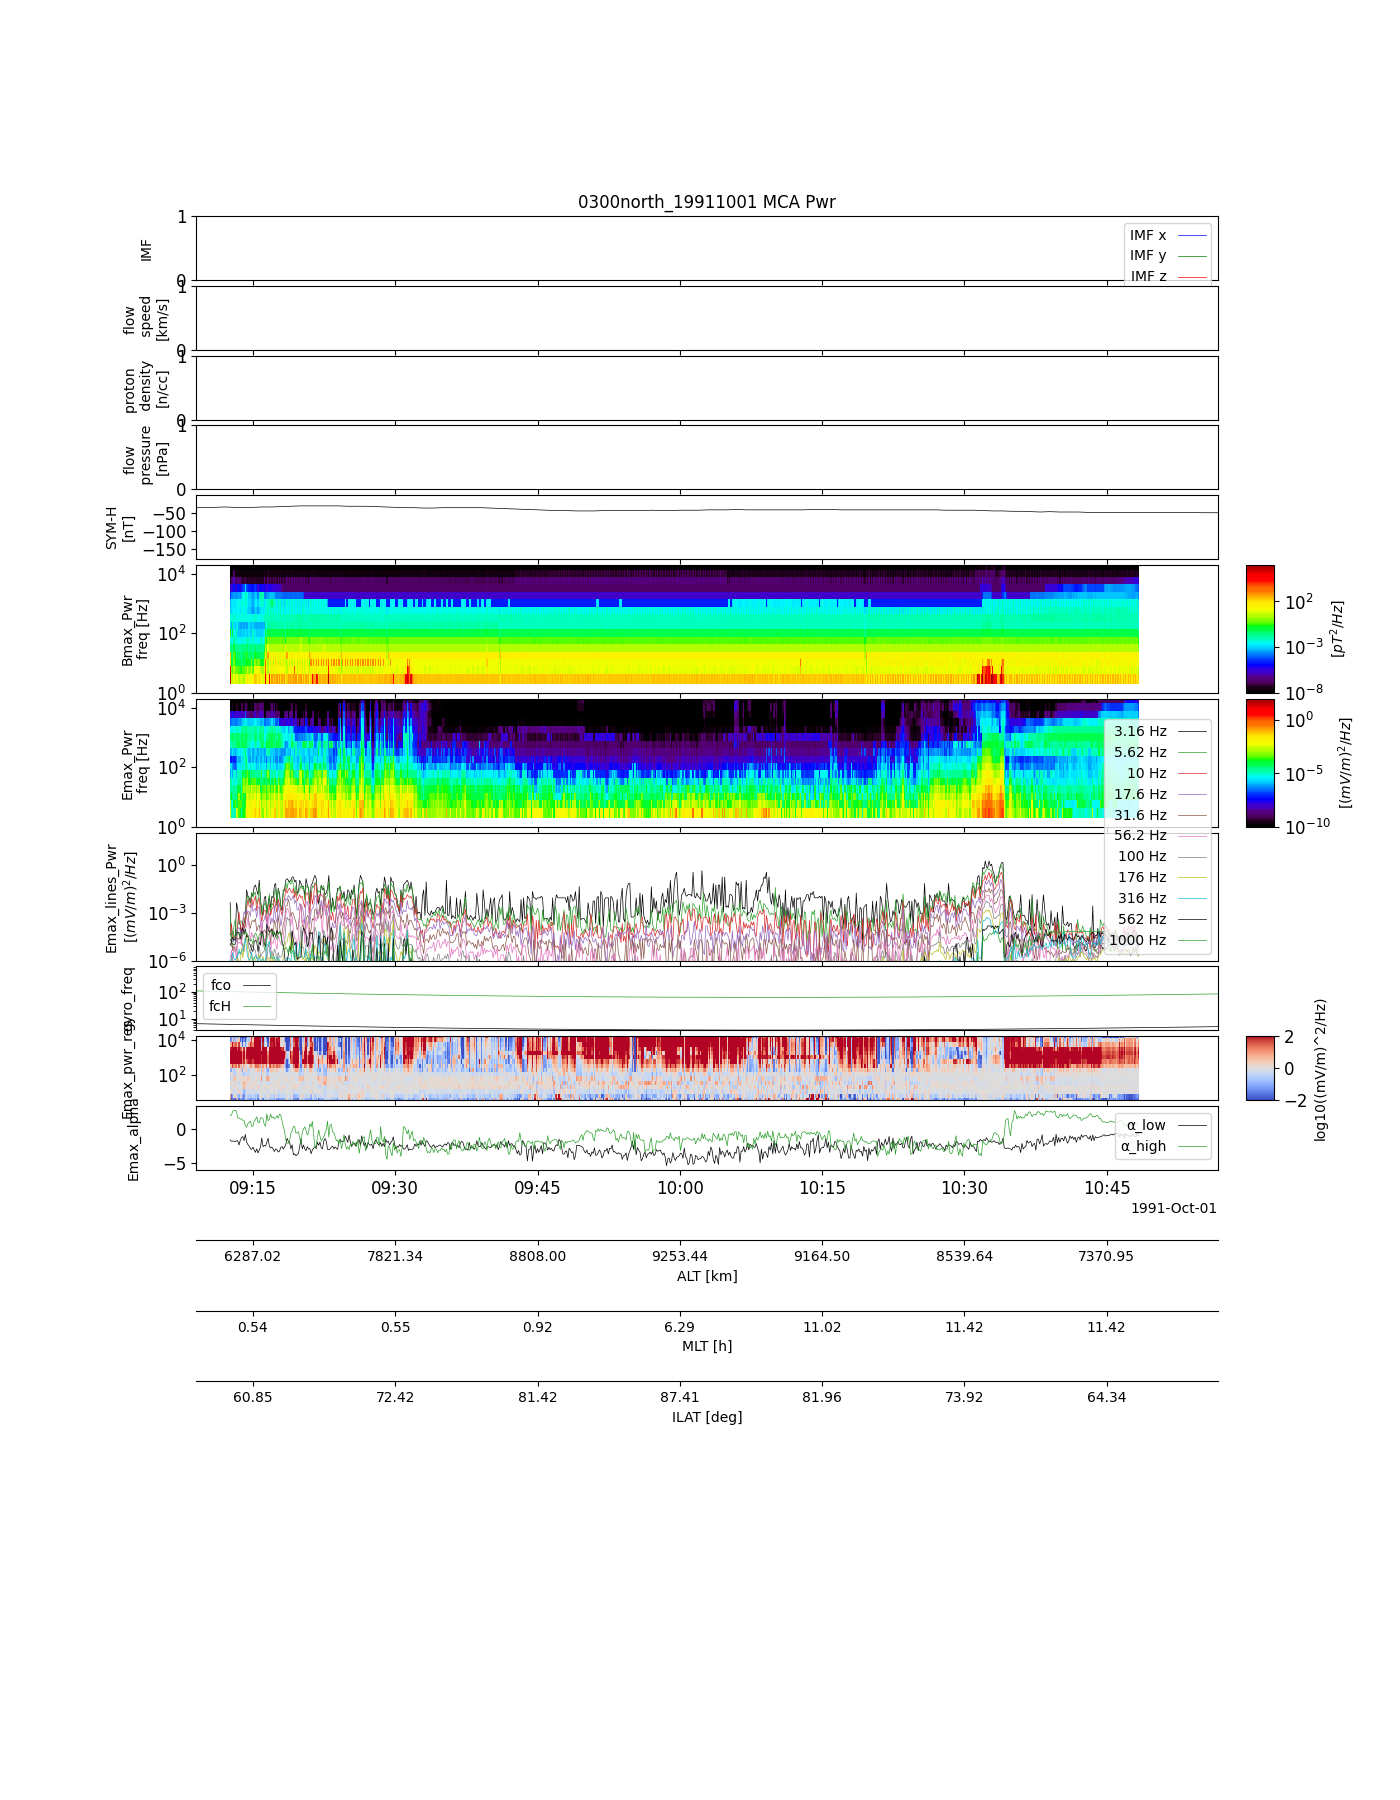 0300north_19911001 MCA Pwr
1
0
IMF
IMF x
IMF y
IMF z
1
0
flow
speed
[km/s]
1
0
proton
density
[n/cc]
1
0
flow
pressure
[nPa]
−50
−100
−150
SYM-H
[nT]
10^4
10^2
10^0
Bmax_Pwr
freq [Hz]
10^2
10^−3
10^−8
[pT^2/Hz]
10^4
10^2
10^0
Emax_Pwr
freq [Hz]
10^0
10^−5
10^−10
[(mV/m)^2/Hz]
3.16 Hz
5.62 Hz
10 Hz
17.6 Hz
31.6 Hz
56.2 Hz
100 Hz
176 Hz
316 Hz
562 Hz
1000 Hz
10^0
10^−3
10^−6
Emax_lines_Pwr
[(mV/m)^2/Hz]
10^2
10^1
gyro_freq
fco
fcH
10^4
10^2
Emax_pwr_res
2
0
−2
log10((mV/m)^2/Hz)
0
−5
Emax_alpha
α_low
α_high
09:15 09:30 09:45 10:00 10:15 10:30 10:45
1991-Oct-01
6287.02 7821.34 8808.00 9253.44 9164.50 8539.64 7370.95
ALT [km]
0.54 0.55 0.92 6.29 11.02 11.42 11.42
MLT [h]
60.85 72.42 81.42 87.41 81.96 73.92 64.34
ILAT [deg]